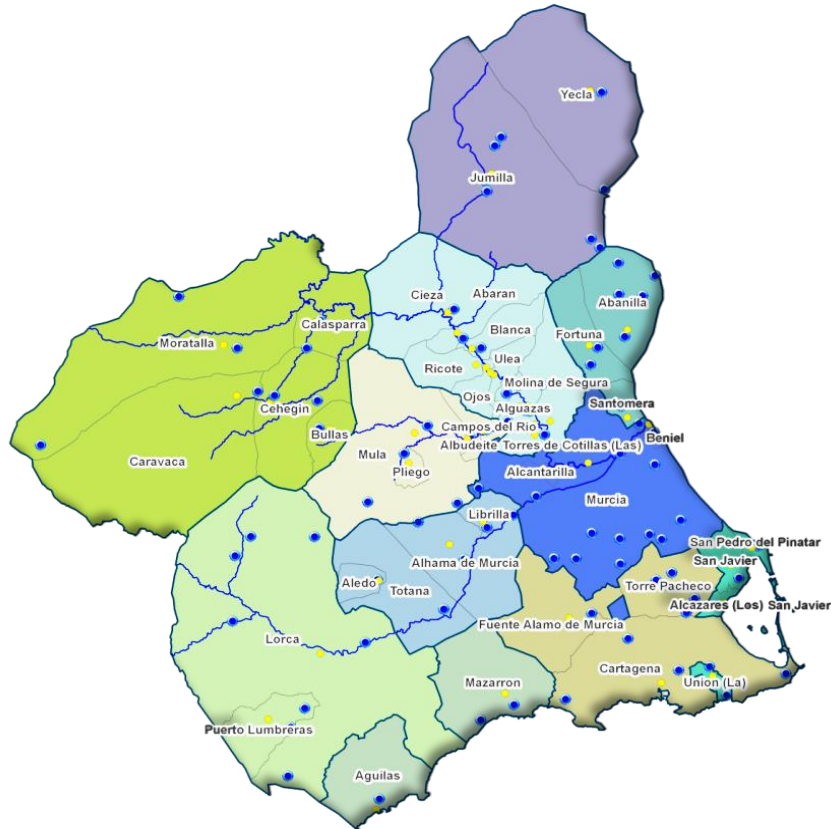 Yecla
Jumilla
Cieza
Abaran
Abanilla
Calasparra
Blanca
Fortuna
Moratalla
Ulea
Ricote
Molina de Segura
Ojos
Santomera
Cehegin
Alguazas
Campos del Rio
Bullas
Beniel
Albudeite Torres de Cotillas (Las)
Mula
Caravaca
Pliego
Alcantarilla
Murcia
Librilla
San Pedro del Pinatar
Alhama de Murcia
San Javier
Aledo
Totana
Torre Pacheco
Alcazares (Los) San Javier
Fuente Alamo de Murcia
Lorca
Cartagena
Mazarron
Union (La)
Puerto Lumbreras
Aguilas